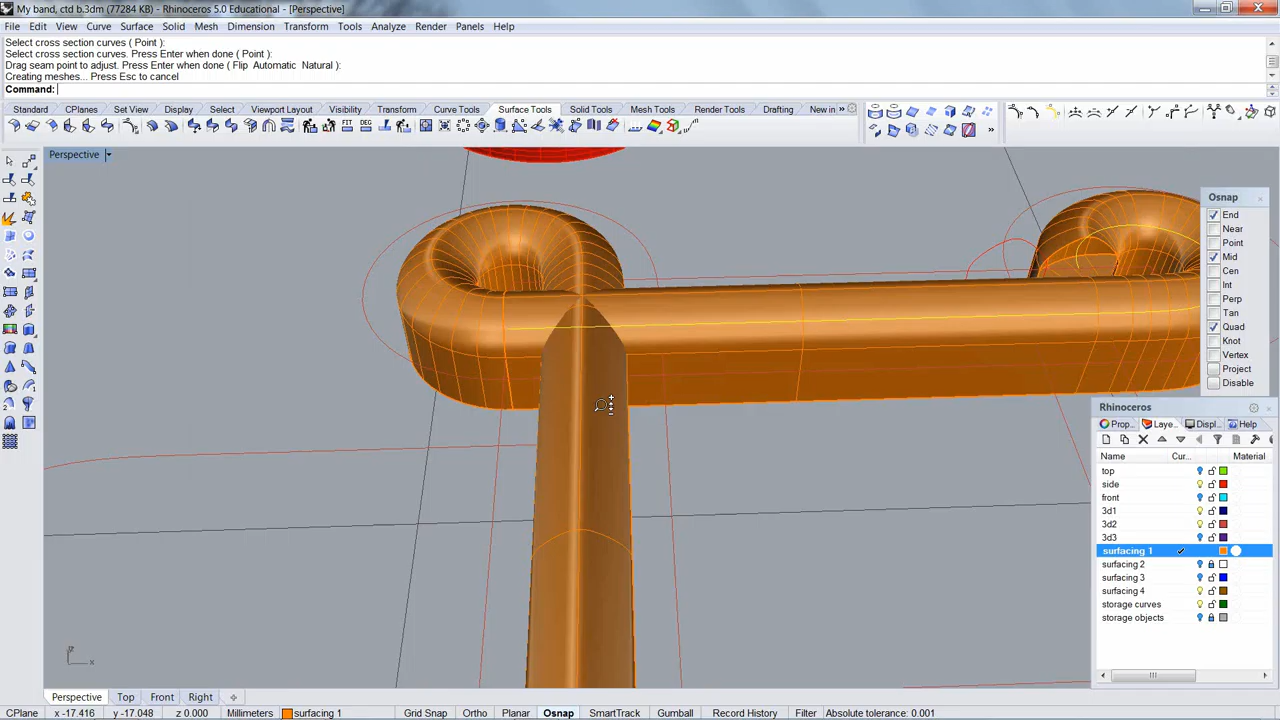 My band, ctd b.3dm (77284 KB) - Rhinoceros 5.0 Educational - [Perspective]
File Edit View Curve Surface Solid Mesh Dimension Transform Tools Analyze Render Panels Help
Select cross section curves ( Point ):
Select cross section curves. Press Enter when done ( Point ):
Drag seam point to adjust. Press Enter when done ( Flip Automatic Natural ):
Creating meshes... Press Esc to cancel
Command:
Standard CPlanes Set View Display Select Viewport Layout Visibility Transform Curve Tools Surface Tools Solid Tools Mesh Tools Render Tools Drafting New in
FIT DEG
Perspective
Osnap
End
Near
Point
Mid
Cen
Int
Perp
Tan
Quad
Knot
Vertex
Project
Disable
Rhinoceros
Prop... Laye... Displ... Help
Name Cur... Material
top
side
front
3d1
3d2
3d3
surfacing 1
surfacing 2
surfacing 3
surfacing 4
storage curves
storage objects
x
Perspective Top Front Right
CPlane x -17.416 y -17.048 z 0.000 Millimeters surfacing 1 Grid Snap Ortho Planar Osnap SmartTrack Gumball Record History Filter Absolute tolerance: 0.001